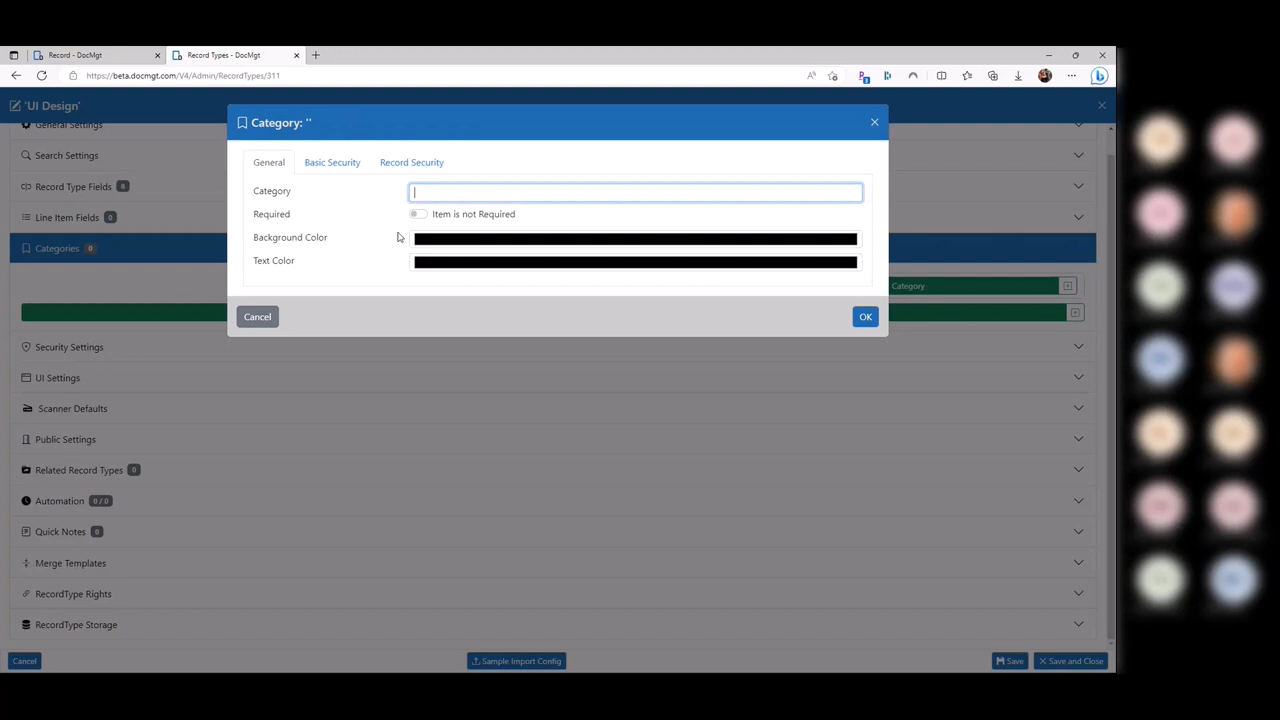 Record - DocMgt
Record Types - DocMgt
https://beta.docmgt.com/V4/Admin/RecordTypes/311
'UI Design'
General Settings
Search Settings
Record Type Fields 8
Line Item Fields 0
Categories 0
Category
Security Settings
UI Settings
Scanner Defaults
Public Settings
Related Record Types 0
Automation 0 / 0
Quick Notes 0
Merge Templates
RecordType Rights
RecordType Storage
Cancel
Sample Import Config
Save
Save and Close
Category: ''
General
Basic Security
Record Security
Category
Required
Item is not Required
Background Color
Text Color
Cancel
OK